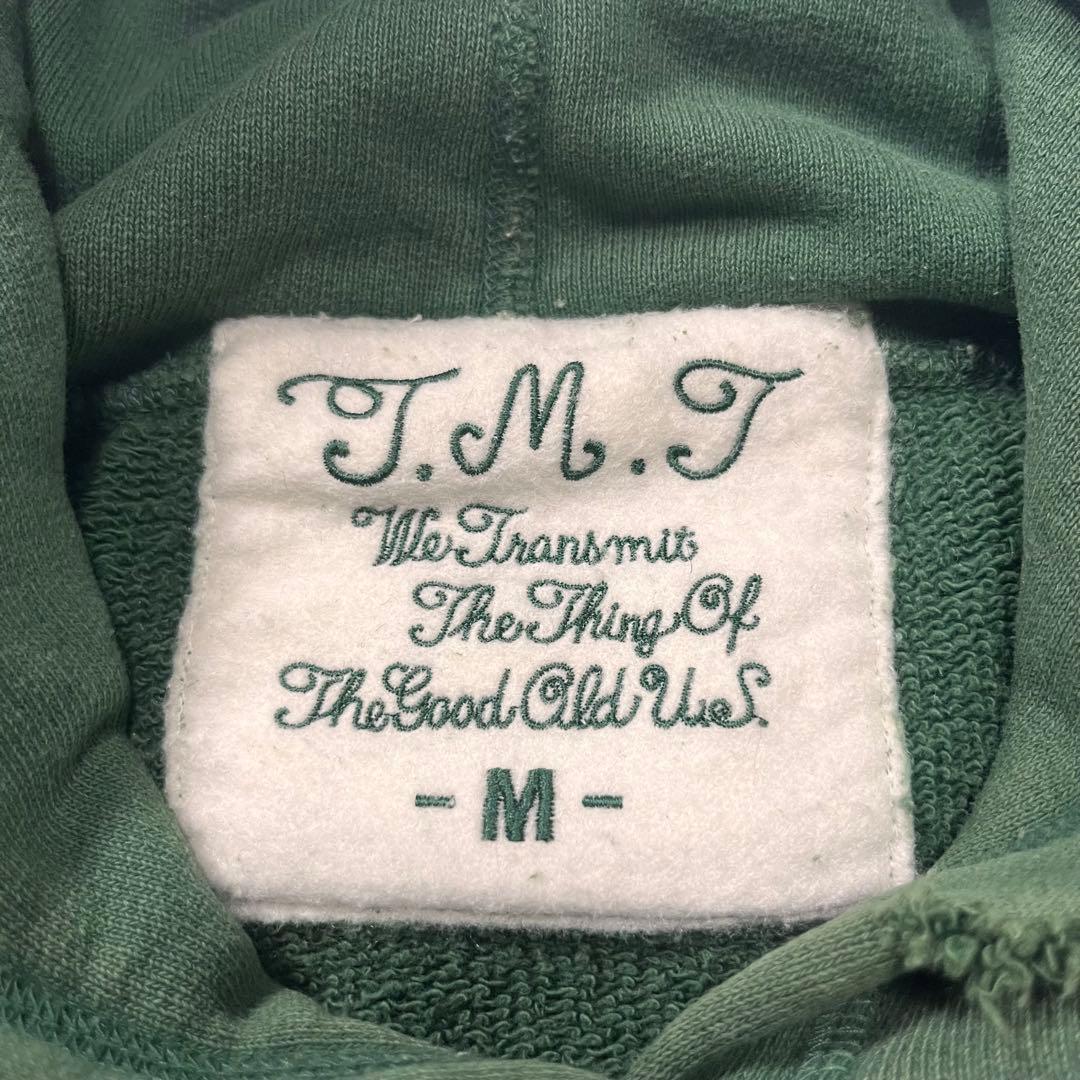 T.M.T
We Transmit
The Thing Of
The Good Old U.S.
- M -